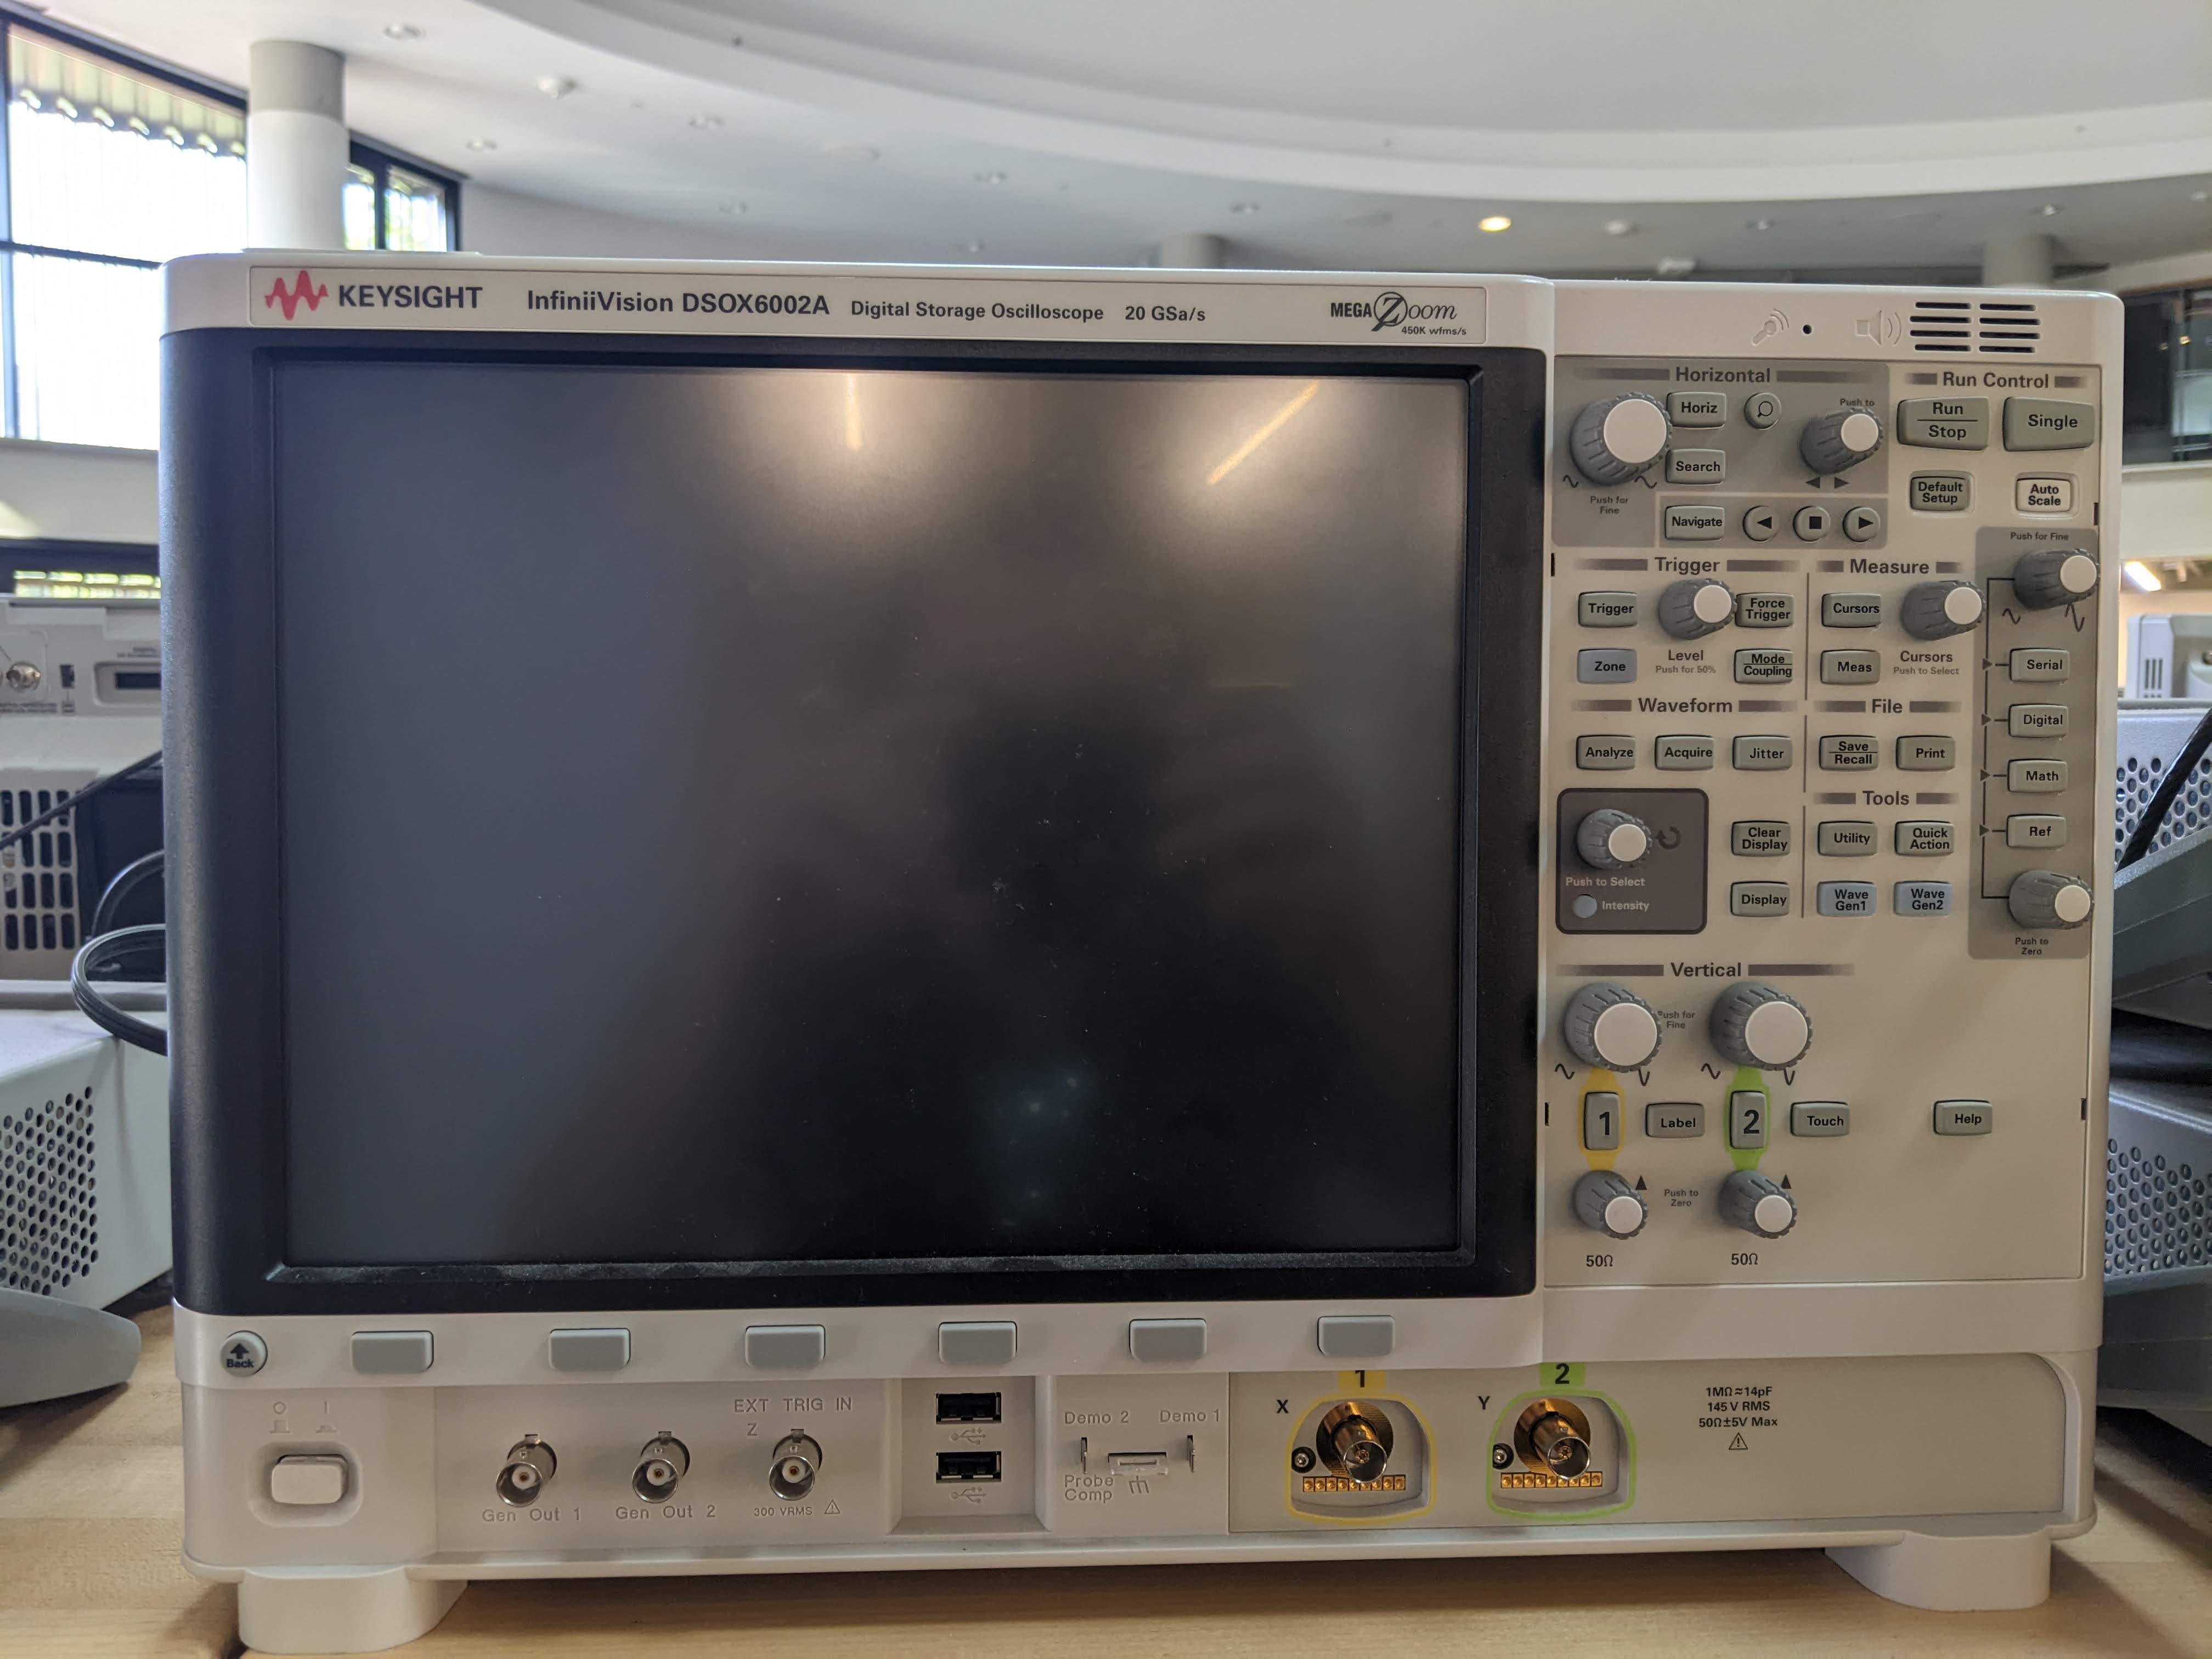 KEYSIGHT InfiniiVision DSOX6002A Digital Storage Oscilloscope 20 GSa/s
MEGA Zoom
450K wfms/s
Horizontal
Horiz
Search
Push for
Fine
Push to
Navigate
Run Control
Run
Stop
Single
Default
Setup
Auto
Scale
Trigger
Trigger
Force
Trigger
Zone
Level
Push for 50%
Mode
Coupling
Measure
Cursors
Meas
Cursors
Push to Select
Push for Fine
Serial
Digital
Math
Ref
Push to
Zero
Waveform
Analyze
Acquire
Jitter
File
Save
Recall
Print
Push to Select
Intensity
Clear
Display
Display
Tools
Utility
Quick
Action
Wave
Gen1
Wave
Gen2
Vertical
Push for
Fine
1
Label
2
Touch
Help
Push to
Zero
50Ω
50Ω
Back
O I
Gen Out 1
Gen Out 2
EXT TRIG IN
Z
300 VRMS
Demo 2
Demo 1
Probe
Comp
X
1
Y
2
1MΩ≈14pF
145 V RMS
50Ω±5V Max